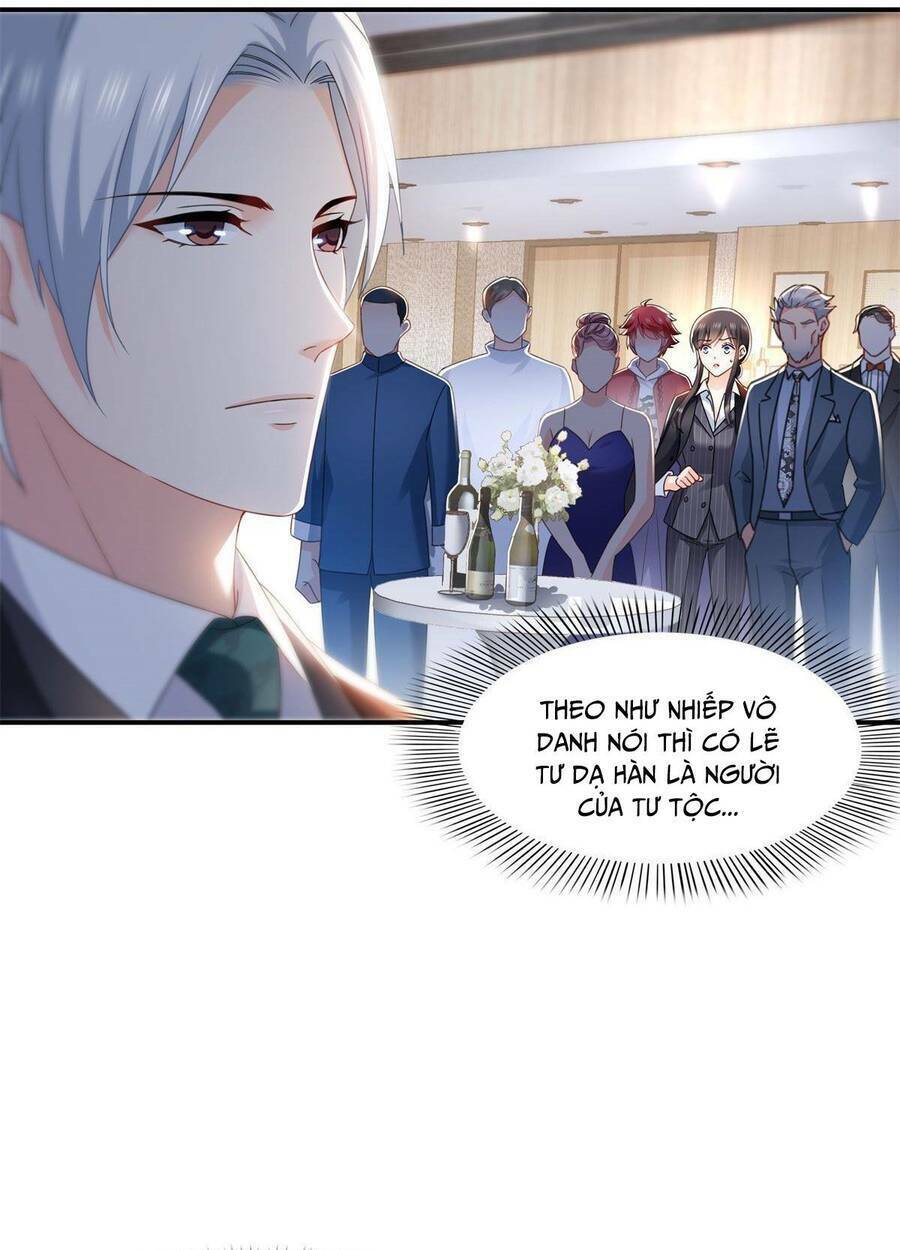 THEO NHƯ NHIẾP VÔ
DANH NÓI THÌ CÓ LẼ
TƯ DẠ HÀN LÀ NGƯỜI
CỦA TƯ TỘC...